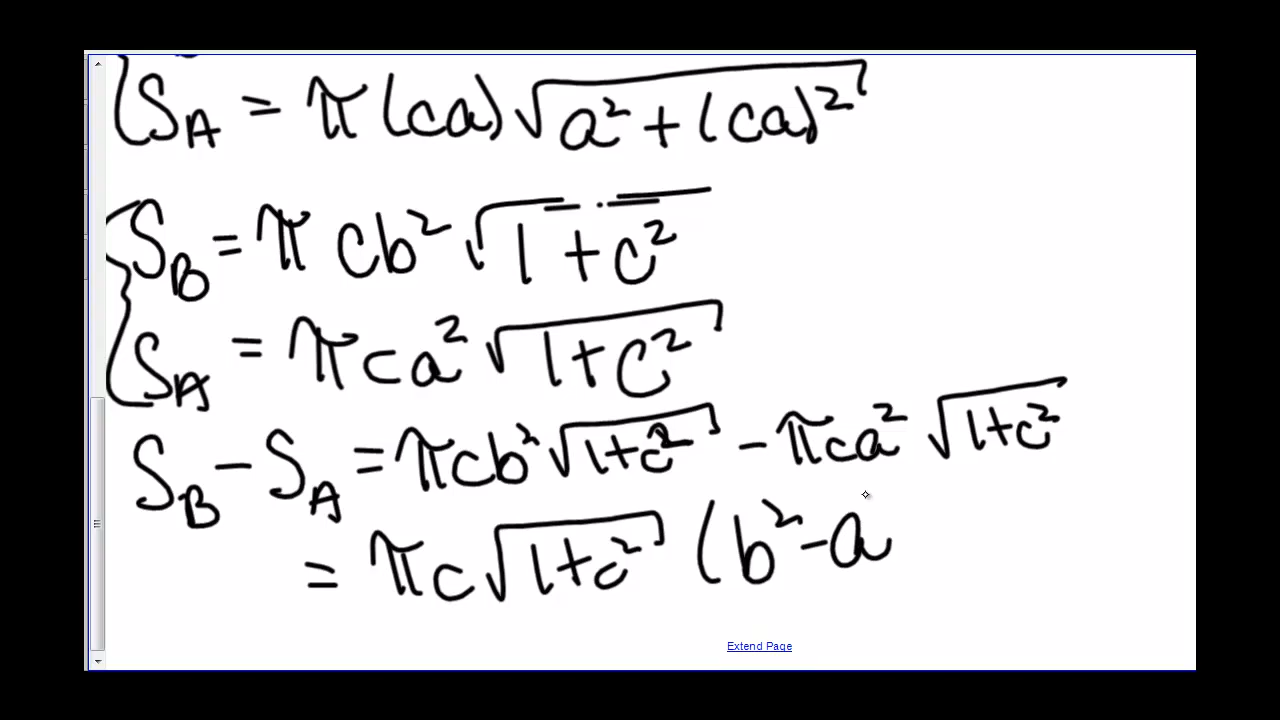 S_A = π(ca)√(a² + (ca)²)
S_B = π cb² √(1 + c²)
S_A = πca² √(1+c²)
S_B − S_A = πcb² √(1+c²) − πca² √(1+c²)
= πc√(1+c²) (b² − a
Extend Page